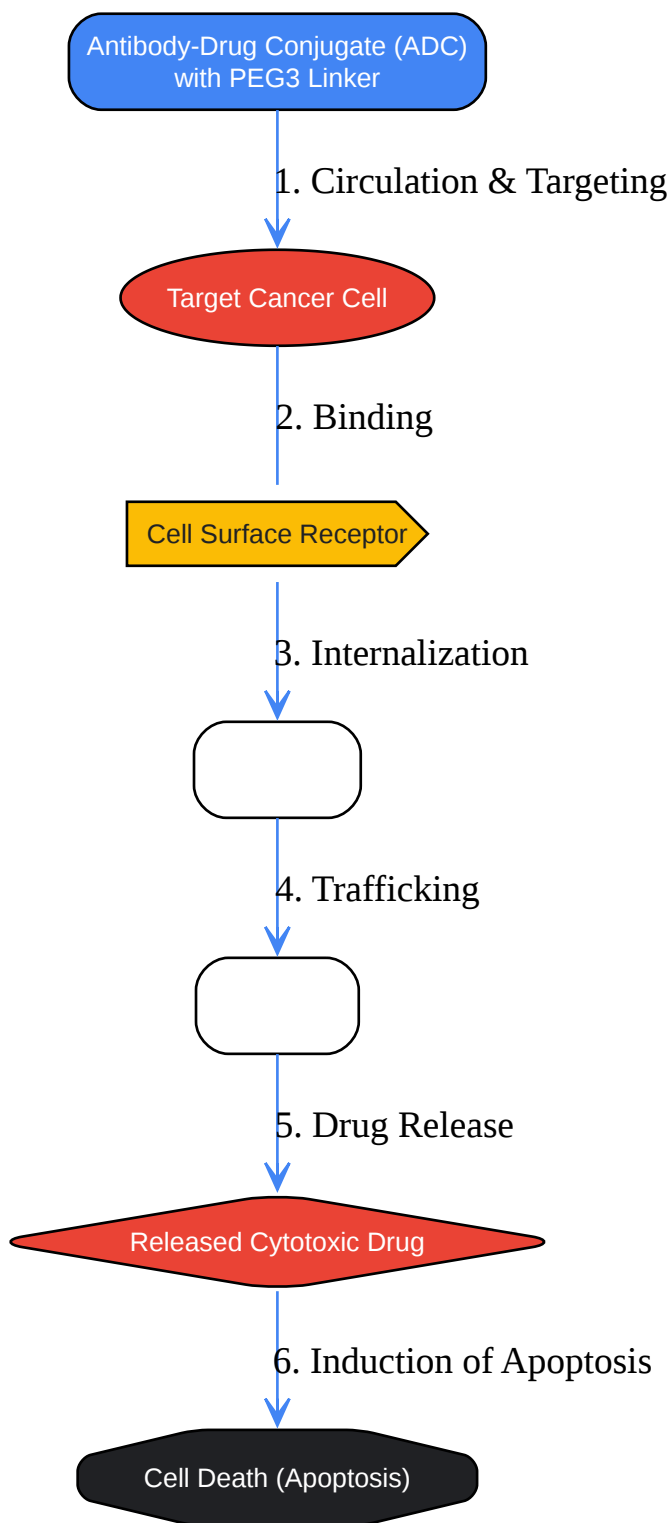 Antibody-Drug Conjugate (ADC)
with PEG3 Linker
1. Circulation & Targeting
Target Cancer Cell
2. Binding
Cell Surface Receptor
3. Internalization
4. Trafficking
5. Drug Release
Released Cytotoxic Drug
6. Induction of Apoptosis
Cell Death (Apoptosis)